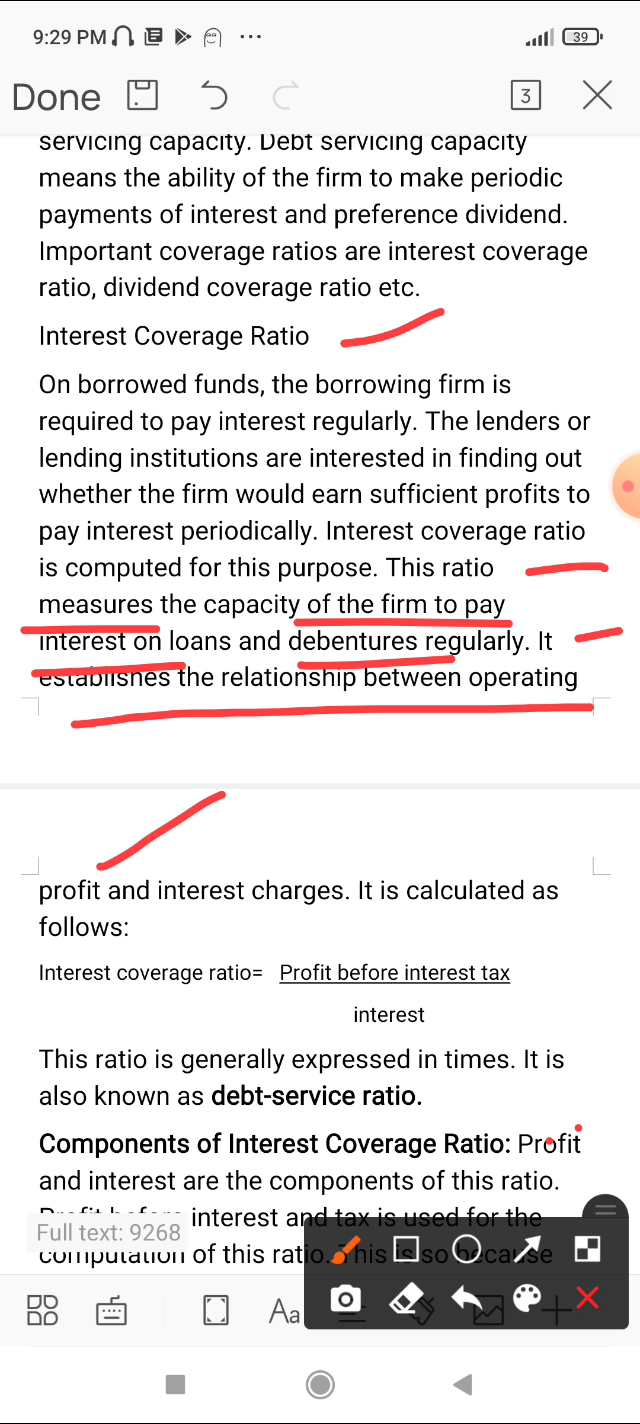 9:29 PM
39
Done
3
servicing capacity. Debt servicing capacity
means the ability of the firm to make periodic
payments of interest and preference dividend.
Important coverage ratios are interest coverage
ratio, dividend coverage ratio etc.
Interest Coverage Ratio
On borrowed funds, the borrowing firm is
required to pay interest regularly. The lenders or
lending institutions are interested in finding out
whether the firm would earn sufficient profits to
pay interest periodically. Interest coverage ratio
is computed for this purpose. This ratio
measures the capacity of the firm to pay
interest on loans and debentures regularly. It
establishes the relationship between operating
profit and interest charges. It is calculated as
follows:
Interest coverage ratio= Profit before interest tax
interest
This ratio is generally expressed in times. It is
also known as debt-service ratio.
Components of Interest Coverage Ratio: Profit
and interest are the components of this ratio.
Profit before interest and tax is used for the
Full text: 9268
computation of this ratio. This is so because
Aa